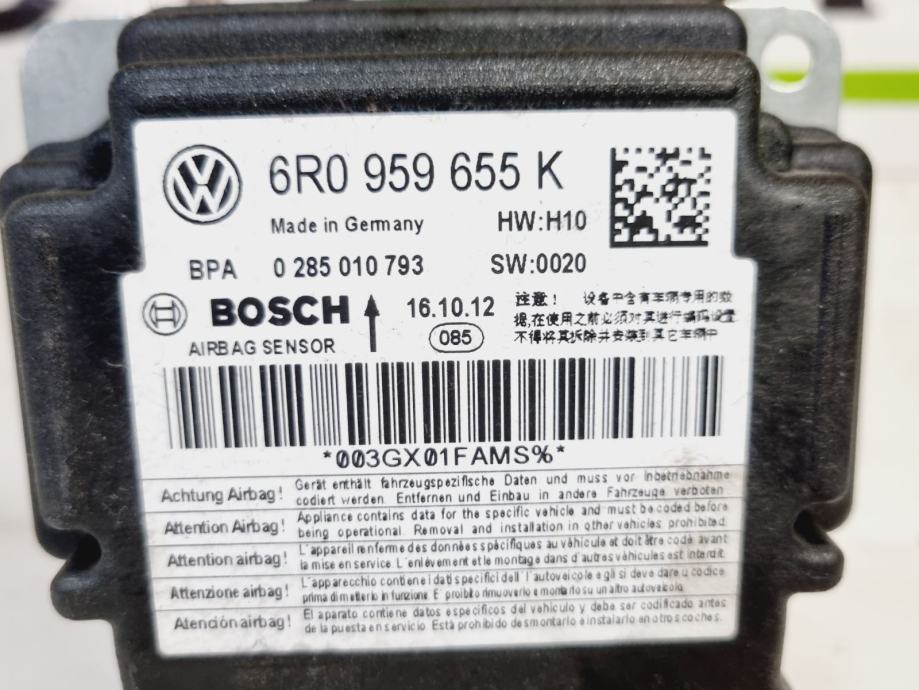 6R0 959 655 K
Made in Germany HW:H10
BPA 0 285 010 793 SW:0020
BOSCH 16.10.12
AIRBAG SENSOR 085
注意! 设备中含有车辆专用的数
据,在使用之前必须对其进行编码设置
不得将其拆除并安装到其它车辆中
*003GX01FAMS%*
Achtung Airbag! Gerät enthält fahrzeugspezifische Daten und muss vor Inbetriebnahme
codiert werden. Entfernen und Einbau in andere Fahrzeuge verboten
Attention Airbag! Appliance contains data for the specific vehicle and must be coded before
being operational. Removal and installation in other vehicles prohibited.
Attention airbag! L'appareil renferme des données spécifiques au véhicule et doit être codé avant
la mise en service. L'enlèvement et le montage dans d'autres véhicules est interdit.
Attenzione airbag! L'apparecchio contiene i dati specifici dell'autoveicolo e gli si deve dare u codice
prima di metterlo in funzione. E' proibito rimuoverlo e montarlo su un altro autoveicolo.
Atención airbag! El aparato contiene datos específicos del vehículo y debe ser codificado antes
de la puesta en servicio. Está prohibido desmontarlo e instalarlo en otros coches.